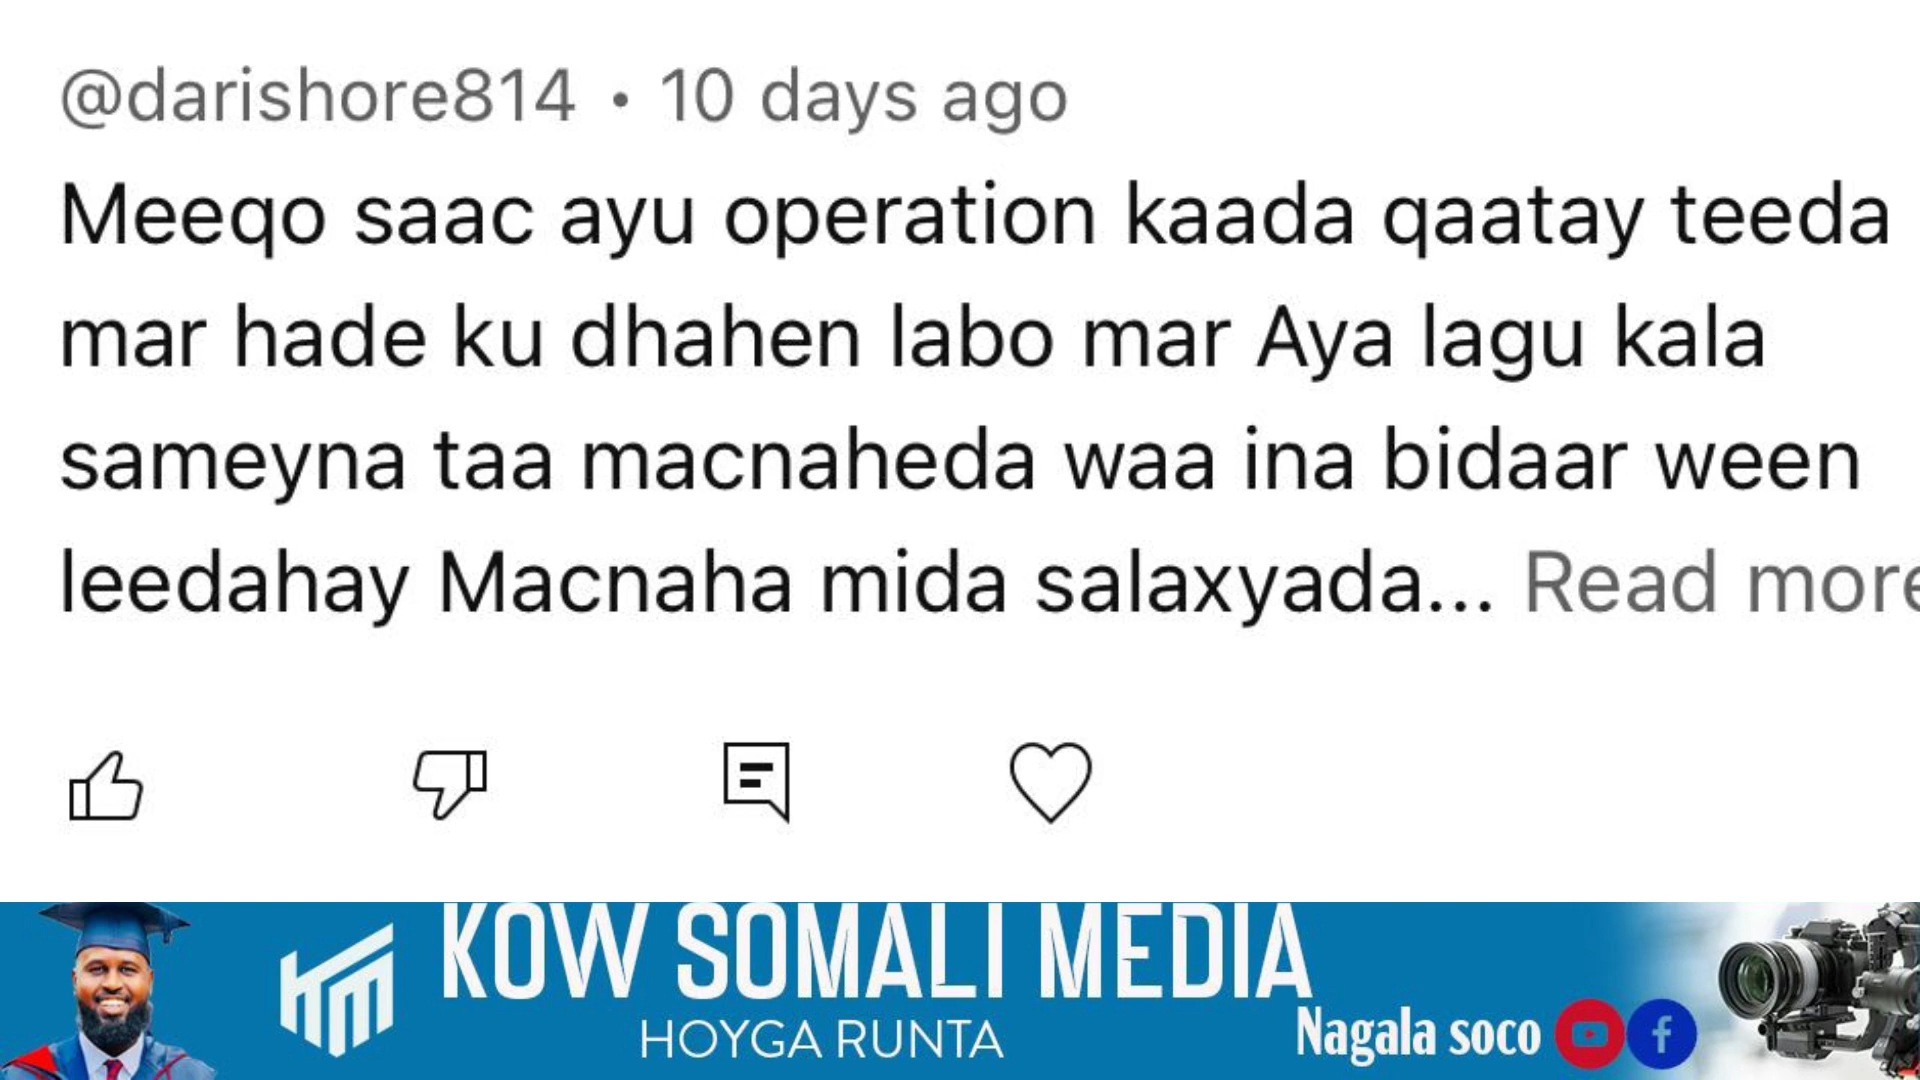 @darishore814 • 10 days ago
Meeqo saac ayu operation kaada qaatay teeda
mar hade ku dhahen labo mar Aya lagu kala
sameyna taa macnaheda waa ina bidaar ween
leedahay Macnaha mida salaxyada... Read more
KOW SOMALI MEDIA
HOYGA RUNTA
Nagala soco